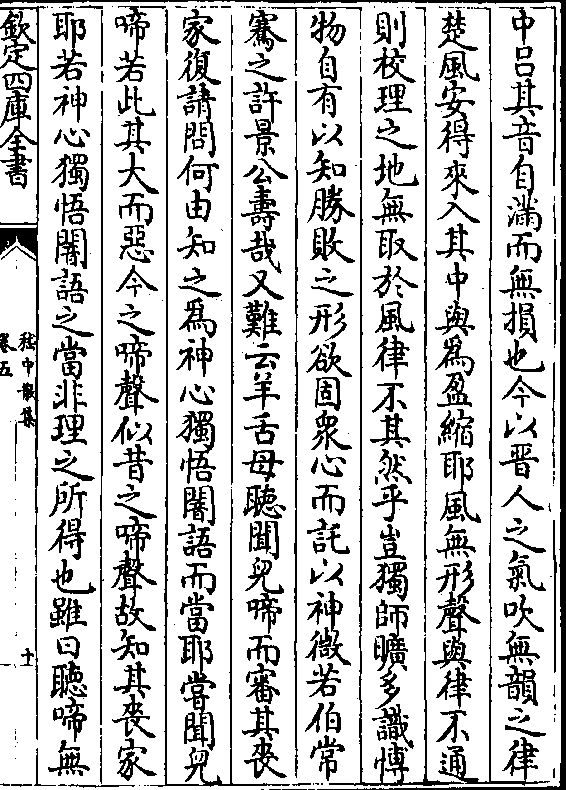 中吕其音自滿而無損也今以晋人之氣吹無韻之律
楚風安得來入其中與為盈縮耶風無形聲與律不通
則校理之地無取於風律不其然乎豈獨師曠多識博
物自有以知勝敗之形欲固衆心而託以神微若伯常
騫之許景公壽哉又難云羊舌母聽聞兒啼而審其喪
家復請問何由知之為神心獨悟闇語而當耶嘗聞兒
啼若此其大而惡今之啼聲似昔之啼聲故知其喪家
耶若神心獨悟闇語之當非理之所得也雖曰聽啼無
欽定四庫全書
嵇中散集
卷五
十